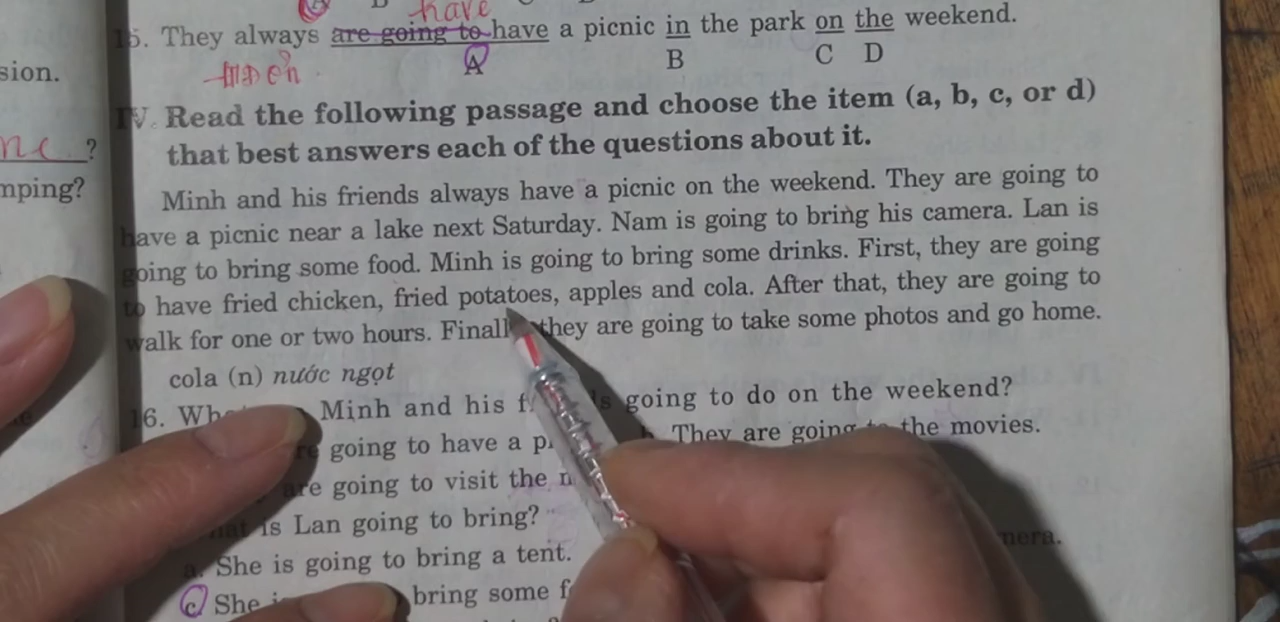 have
15. They always are going to have a picnic in the park on the weekend.
A B C D
sion.
IV. Read the following passage and choose the item (a, b, c, or d)
that best answers each of the questions about it.
?
mping?
Minh and his friends always have a picnic on the weekend. They are going to
have a picnic near a lake next Saturday. Nam is going to bring his camera. Lan is
going to bring some food. Minh is going to bring some drinks. First, they are going
to have fried chicken, fried potatoes, apples and cola. After that, they are going to
walk for one or two hours. Finall they are going to take some photos and go home.
cola (n) nước ngọt
16. Minh and his going to do on the weekend?
going to have a They are going to the movies.
are going to visit the
is Lan going to bring?
a. She is going to bring a tent. mera.
c. She bring some